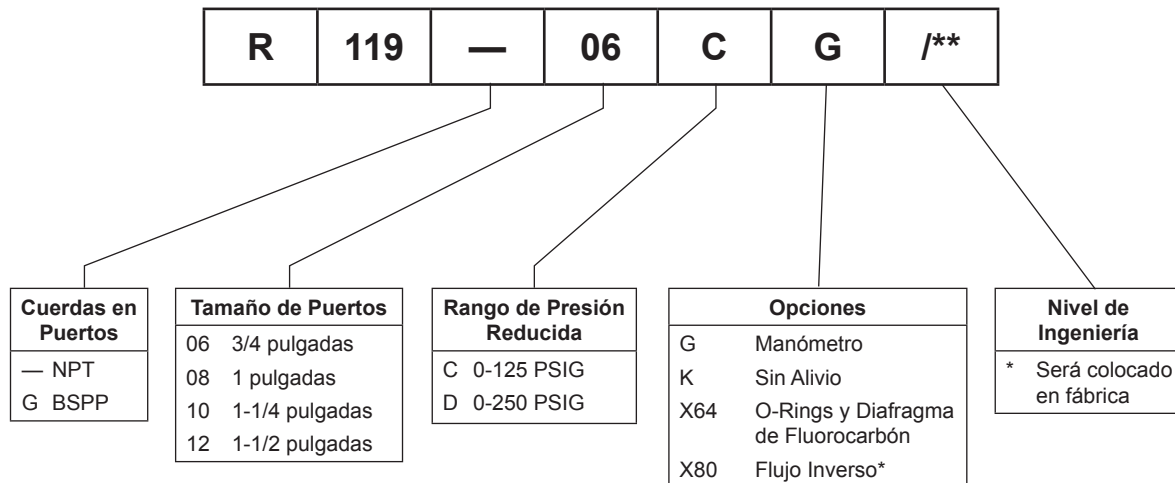 R 119 — 06 C G /**
Cuerdas en
Puertos
— NPT
G BSPP
Tamaño de Puertos
06 3/4 pulgadas
08 1 pulgadas
10 1-1/4 pulgadas
12 1-1/2 pulgadas
Rango de Presión
Reducida
C 0-125 PSIG
D 0-250 PSIG
Opciones
G Manómetro
K Sin Alivio
X64 O-Rings y Diafragma
de Fluorocarbón
X80 Flujo Inverso*
Nivel de
Ingeniería
* Será colocado
en fábrica